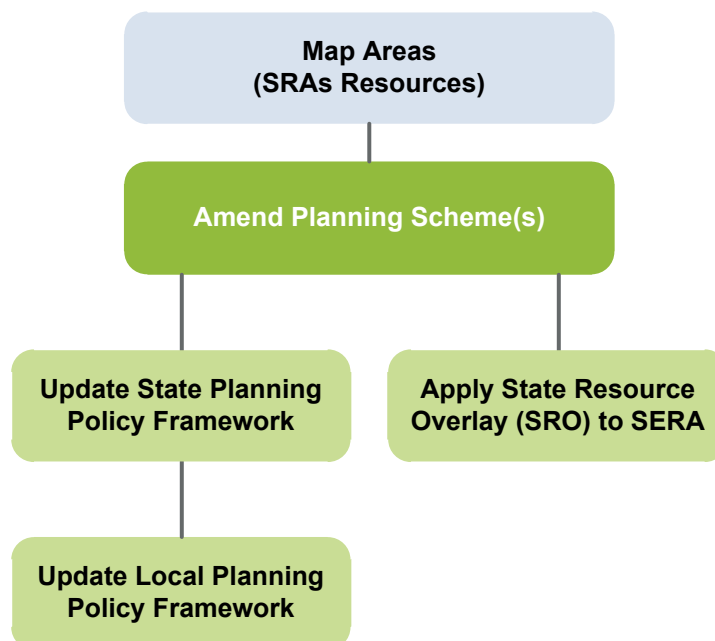 Map Areas
(SRAs Resources)
Amend Planning Scheme(s)
Update State Planning
Policy Framework
Apply State Resource
Overlay (SRO) to SERA
Update Local Planning
Policy Framework